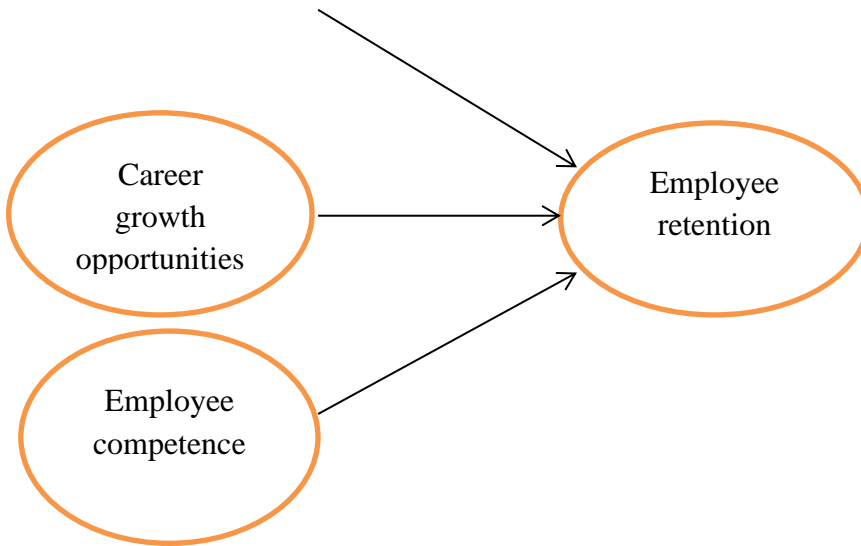 Career
growth
opportunities
Employee
retention
Employee
competence